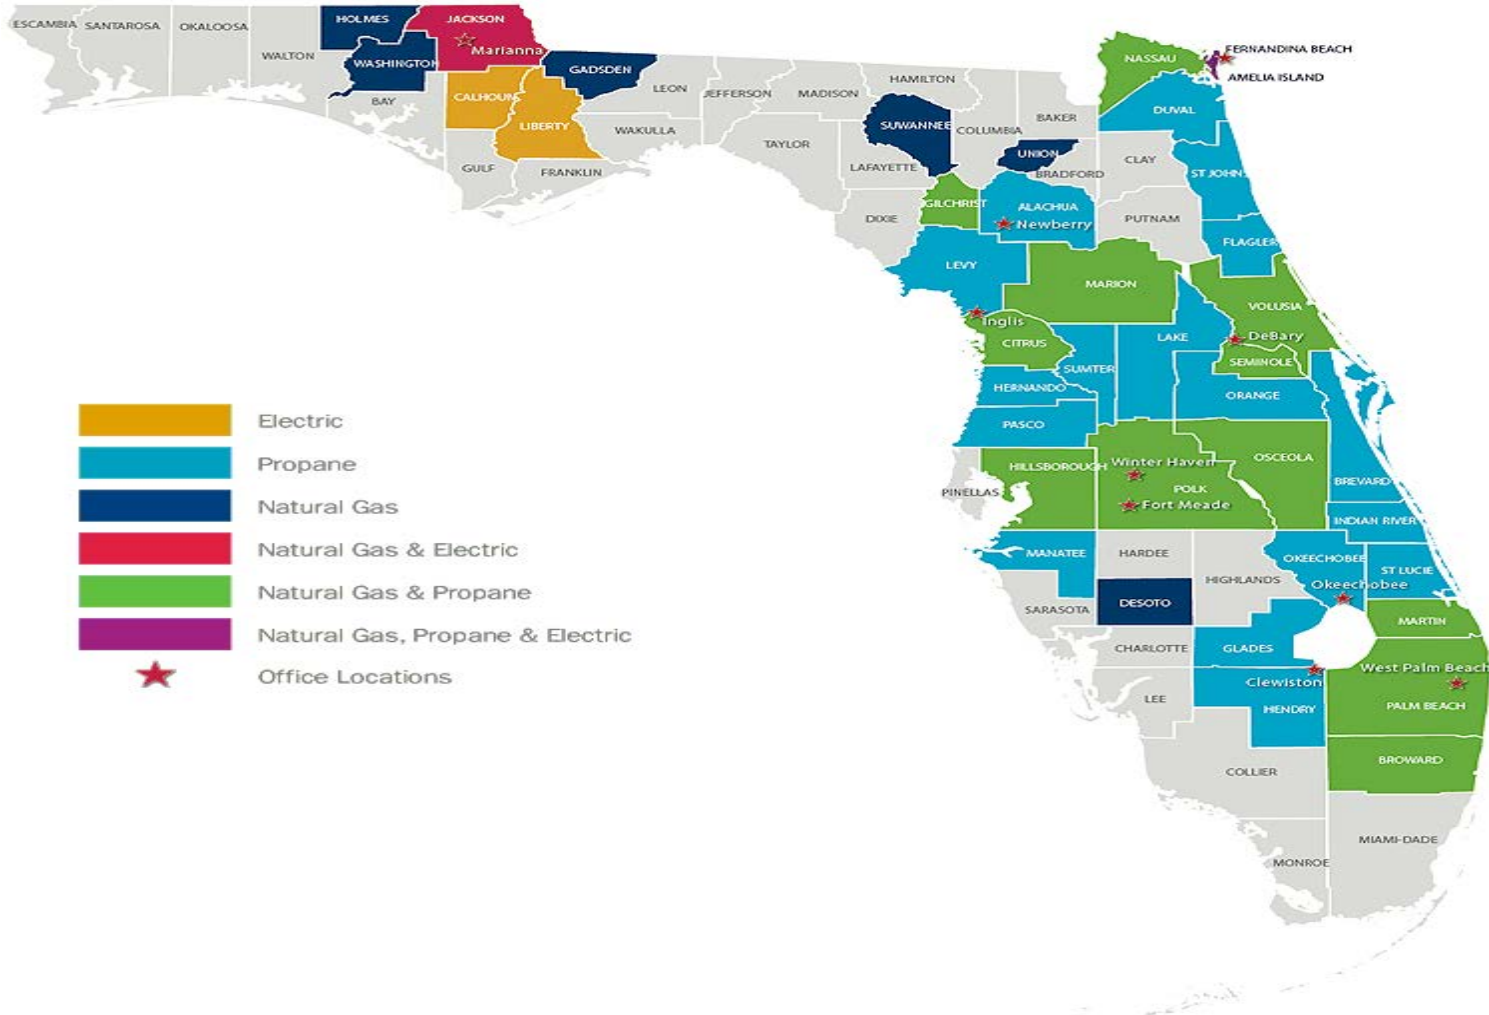 ESCAMBIA
SANTAROSA
OKALOOSA
WALTON
HOLMES
WASHINGTON
BAY
JACKSON
Marianna
CALHOUN
LIBERTY
GULF
FRANKLIN
GADSDEN
LEON
WAKULLA
JEFFERSON
MADISON
TAYLOR
HAMILTON
SUWANNEE
LAFAYETTE
DIXIE
COLUMBIA
BAKER
UNION
BRADFORD
NASSAU
FERNANDINA BEACH
AMELIA ISLAND
DUVAL
CLAY
ST JOHNS
GILCHRIST
ALACHUA
Newberry
PUTNAM
FLAGLER
LEVY
MARION
VOLUSIA
Inglis
CITRUS
LAKE
DeBary
SEMINOLE
SUMTER
HERNANDO
ORANGE
PASCO
HILLSBOROUGH
Winter Haven
OSCEOLA
PINELLAS
POLK
Fort Meade
BREVARD
INDIAN RIVER
MANATEE
HARDEE
HIGHLANDS
OKEECHOBEE
Okeechobee
ST LUCIE
SARASOTA
DESOTO
MARTIN
CHARLOTTE
GLADES
West Palm Beach
Clewiston
LEE
HENDRY
PALM BEACH
BROWARD
COLLIER
MIAMI-DADE
MONROE
Electric
Propane
Natural Gas
Natural Gas & Electric
Natural Gas & Propane
Natural Gas, Propane & Electric
Office Locations